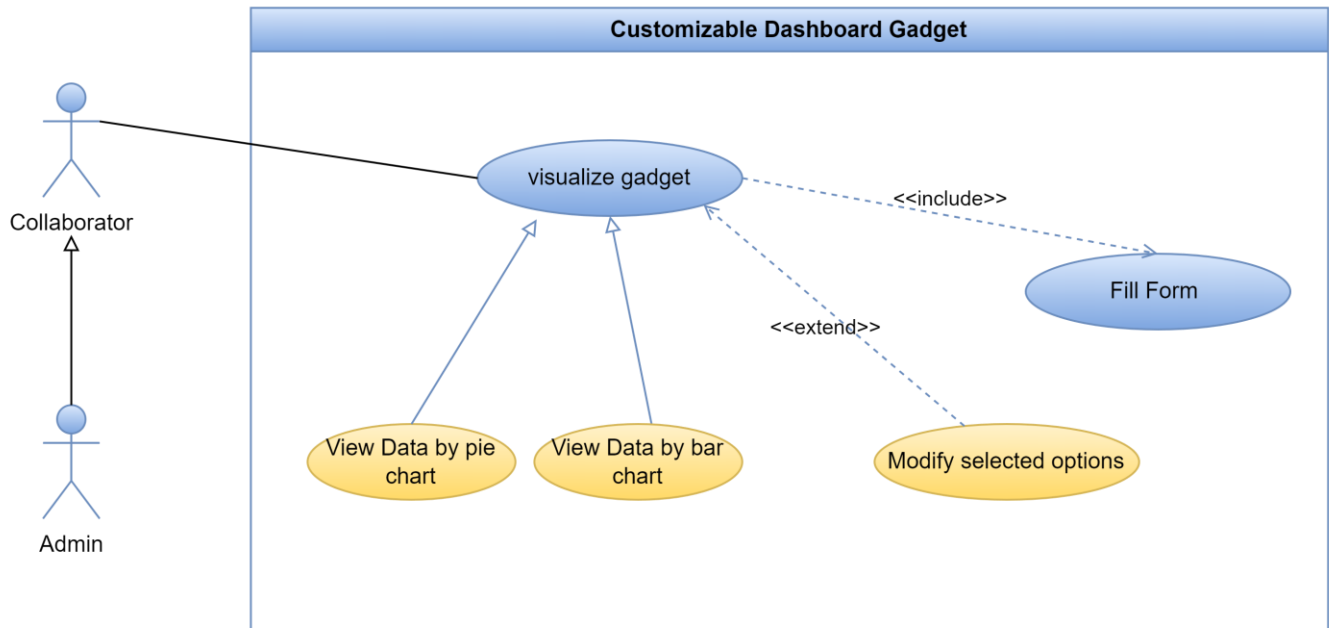 Customizable Dashboard Gadget
visualize gadget
<<include>>
Collaborator
Fill Form
<<extend>>
View Data by pie
chart
View Data by bar
chart
Modify selected options
Admin